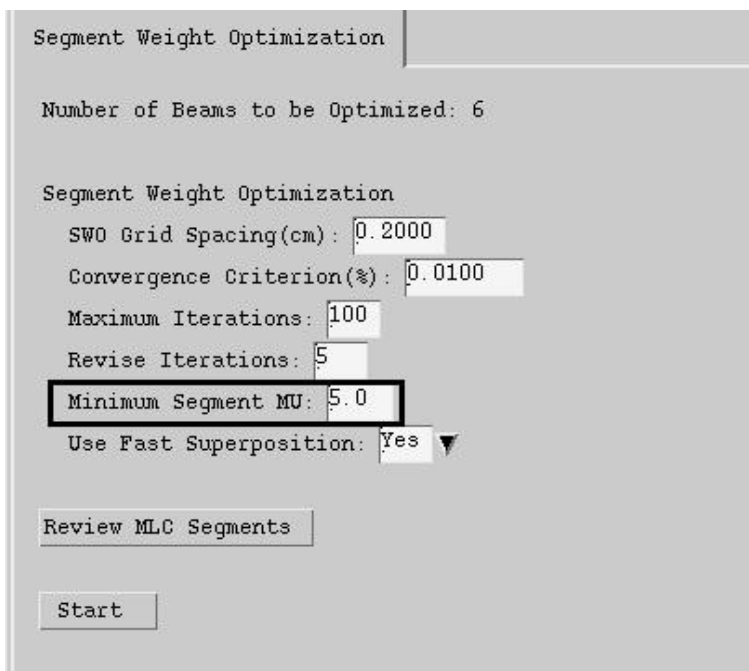 Segment Weight Optimization
Number of Beams to be Optimized: 6
Segment Weight Optimization
SWO Grid Spacing(cm): 0.2000
Convergence Criterion(%): 0.0100
Maximum Iterations: 100
Revise Iterations: 5
Minimum Segment MU: 5.0
Use Fast Superposition: Yes
Review MLC Segments
Start